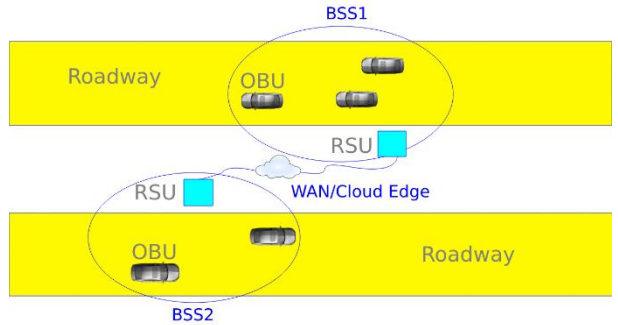 BSS1
Roadway
OBU
RSU
WAN/Cloud Edge
RSU
OBU
Roadway
BSS2